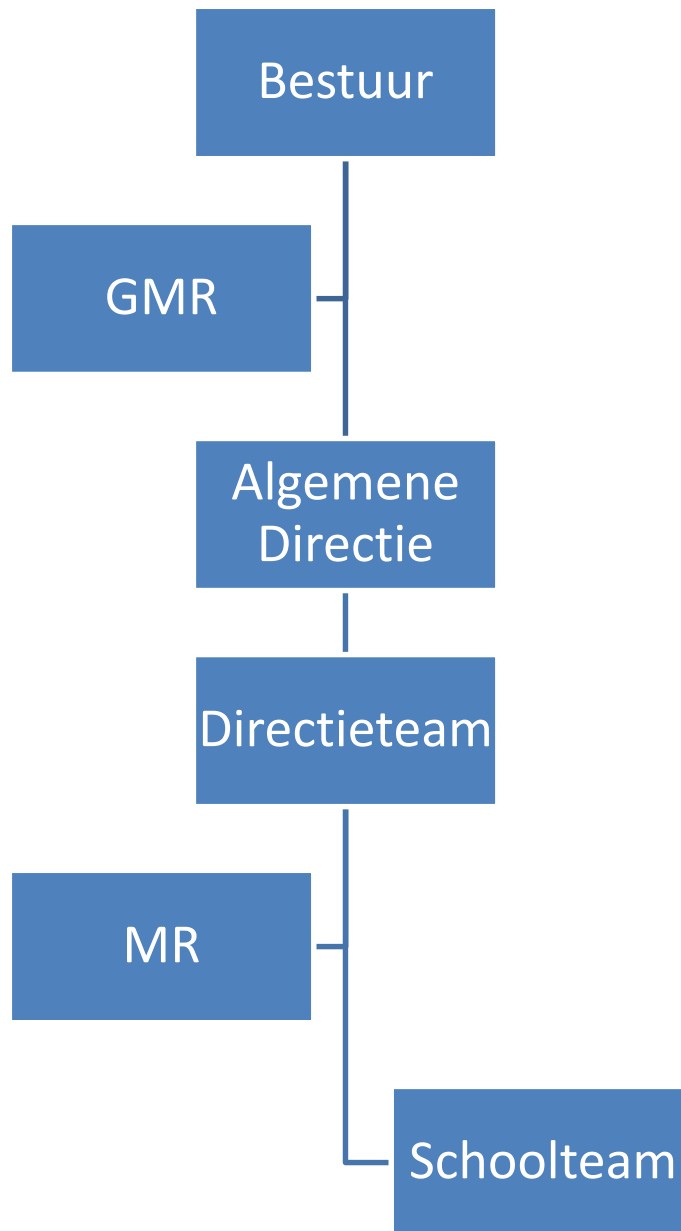 Bestuur
GMR
Algemene
Directie
Directieteam
MR
Schoolteam